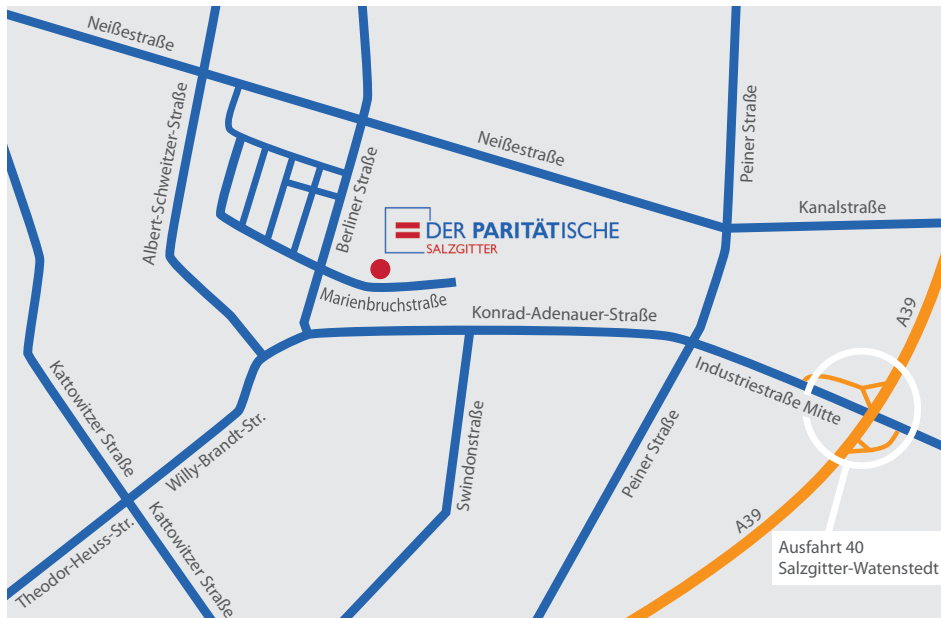 Neißestraße
Albert-Schweitzer-Straße
Berliner Straße
Neißestraße
Peiner Straße
Kanalstraße
DER PARITÄTISCHE
SALZGITTER
Marienbruchstraße
Konrad-Adenauer-Straße
A39
Industriestraße Mitte
Kattowitzer Straße
Willy-Brandt-Str.
Swindonstraße
Peiner Straße
Theodor-Heuss-Str.
Kattowitzer Straße
A39
Ausfahrt 40
Salzgitter-Watenstedt